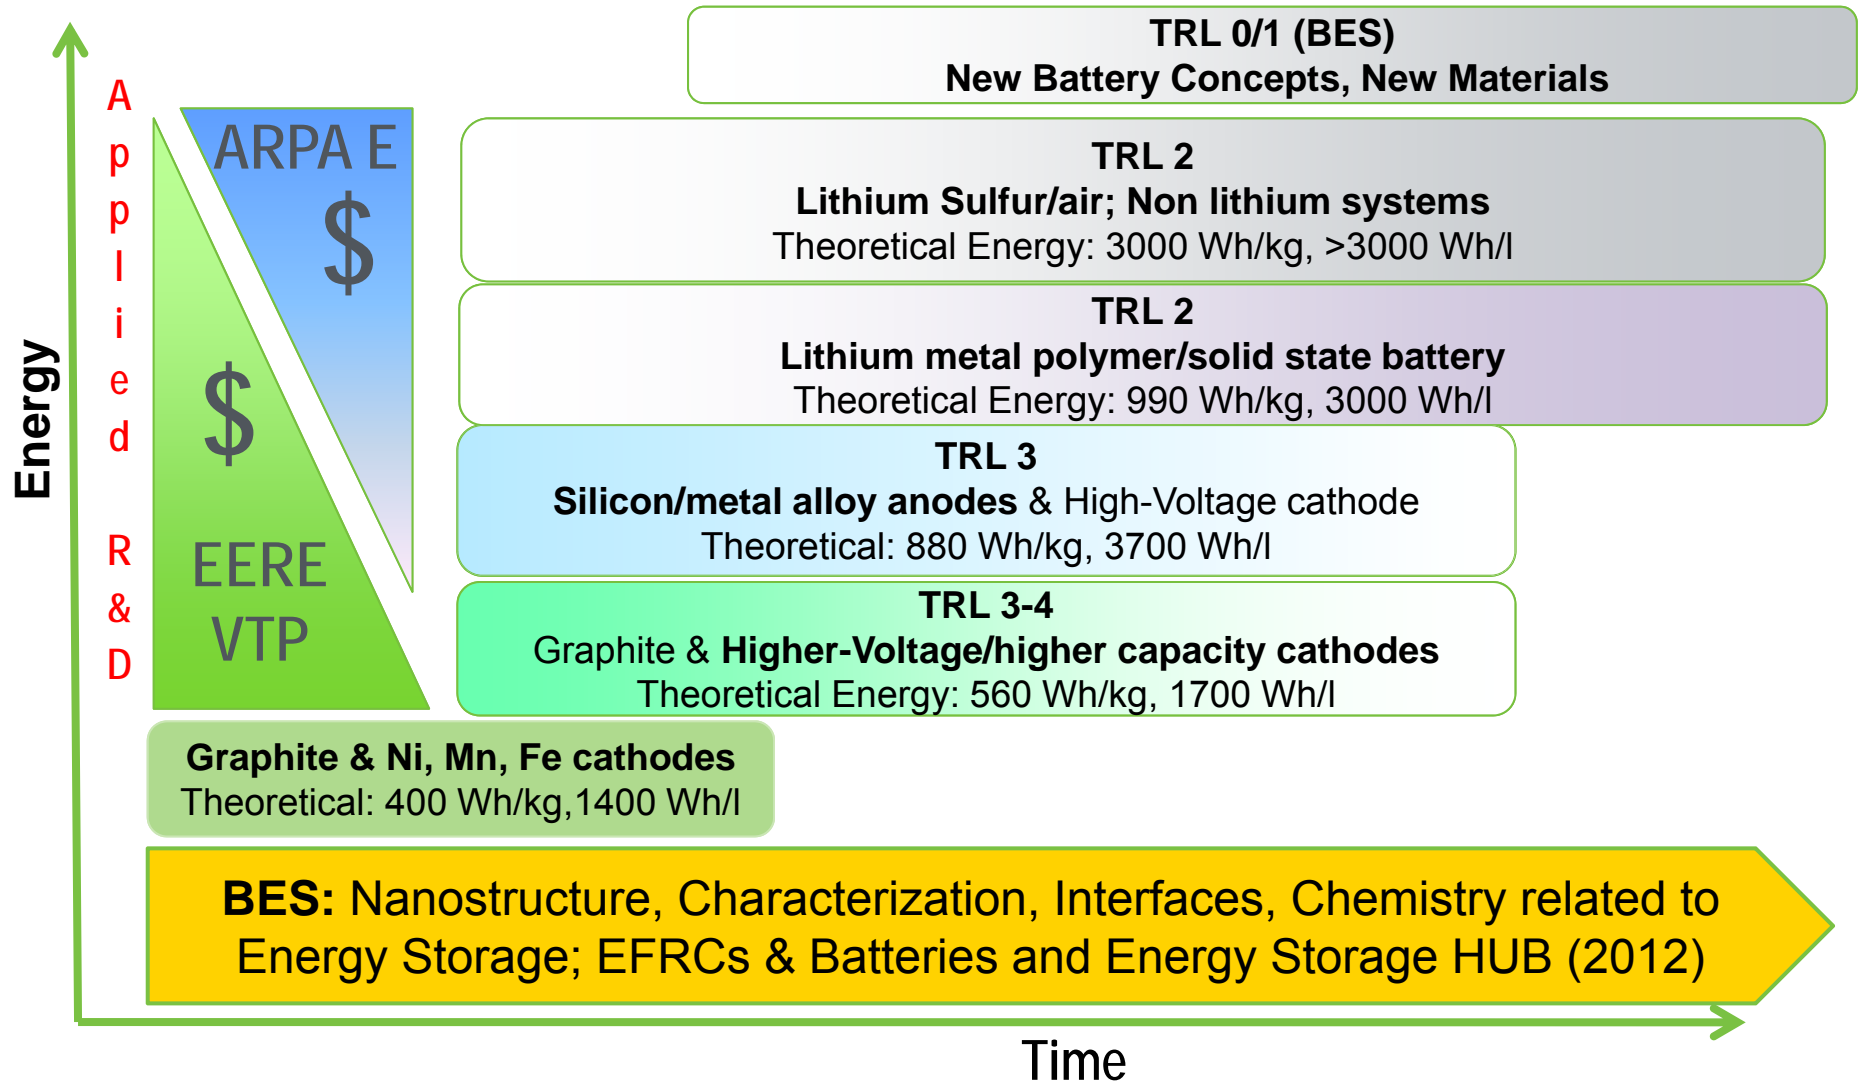 TRL 0/1 (BES)
New Battery Concepts, New Materials
Applied R&D
ARPA E
$
TRL 2
Lithium Sulfur/air; Non lithium systems
Theoretical Energy: 3000 Wh/kg, >3000 Wh/l
TRL 2
Lithium metal polymer/solid state battery
Theoretical Energy: 990 Wh/kg, 3000 Wh/l
Energy
$
EERE
VTP
TRL 3
Silicon/metal alloy anodes & High-Voltage cathode
Theoretical: 880 Wh/kg, 3700 Wh/l
TRL 3-4
Graphite & Higher-Voltage/higher capacity cathodes
Theoretical Energy: 560 Wh/kg, 1700 Wh/l
Graphite & Ni, Mn, Fe cathodes
Theoretical: 400 Wh/kg,1400 Wh/l
BES: Nanostructure, Characterization, Interfaces, Chemistry related to
Energy Storage; EFRCs & Batteries and Energy Storage HUB (2012)
Time